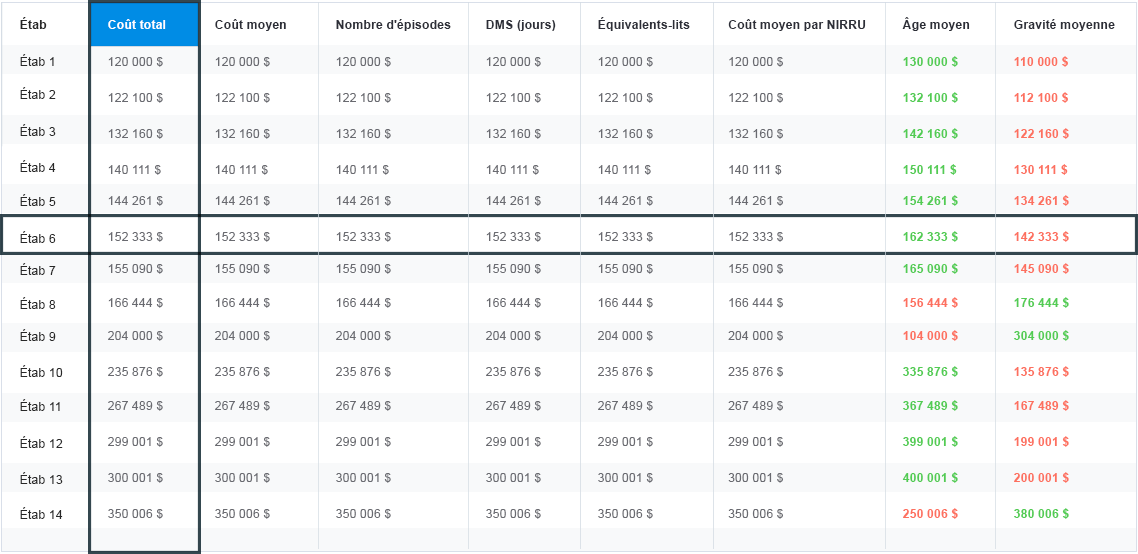 Étab Coût total Coût moyen Nombre d'épisodes DMS (jours) Équivalents-lits Coût moyen par NIRRU Âge moyen Gravité moyenne
Étab 1 120 000 $ 120 000 $ 120 000 $ 120 000 $ 120 000 $ 120 000 $ 130 000 $ 110 000 $
Étab 2 122 100 $ 122 100 $ 122 100 $ 122 100 $ 122 100 $ 122 100 $ 132 100 $ 112 100 $
Étab 3 132 160 $ 132 160 $ 132 160 $ 132 160 $ 132 160 $ 132 160 $ 142 160 $ 122 160 $
Étab 4 140 111 $ 140 111 $ 140 111 $ 140 111 $ 140 111 $ 140 111 $ 150 111 $ 130 111 $
Étab 5 144 261 $ 144 261 $ 144 261 $ 144 261 $ 144 261 $ 144 261 $ 154 261 $ 134 261 $
Étab 6 152 333 $ 152 333 $ 152 333 $ 152 333 $ 152 333 $ 152 333 $ 162 333 $ 142 333 $
Étab 7 155 090 $ 155 090 $ 155 090 $ 155 090 $ 155 090 $ 155 090 $ 165 090 $ 145 090 $
Étab 8 166 444 $ 166 444 $ 166 444 $ 166 444 $ 166 444 $ 166 444 $ 156 444 $ 176 444 $
Étab 9 204 000 $ 204 000 $ 204 000 $ 204 000 $ 204 000 $ 204 000 $ 104 000 $ 304 000 $
Étab 10 235 876 $ 235 876 $ 235 876 $ 235 876 $ 235 876 $ 235 876 $ 335 876 $ 135 876 $
Étab 11 267 489 $ 267 489 $ 267 489 $ 267 489 $ 267 489 $ 267 489 $ 367 489 $ 167 489 $
Étab 12 299 001 $ 299 001 $ 299 001 $ 299 001 $ 299 001 $ 299 001 $ 399 001 $ 199 001 $
Étab 13 300 001 $ 300 001 $ 300 001 $ 300 001 $ 300 001 $ 300 001 $ 400 001 $ 200 001 $
Étab 14 350 006 $ 350 006 $ 350 006 $ 350 006 $ 350 006 $ 350 006 $ 250 006 $ 380 006 $